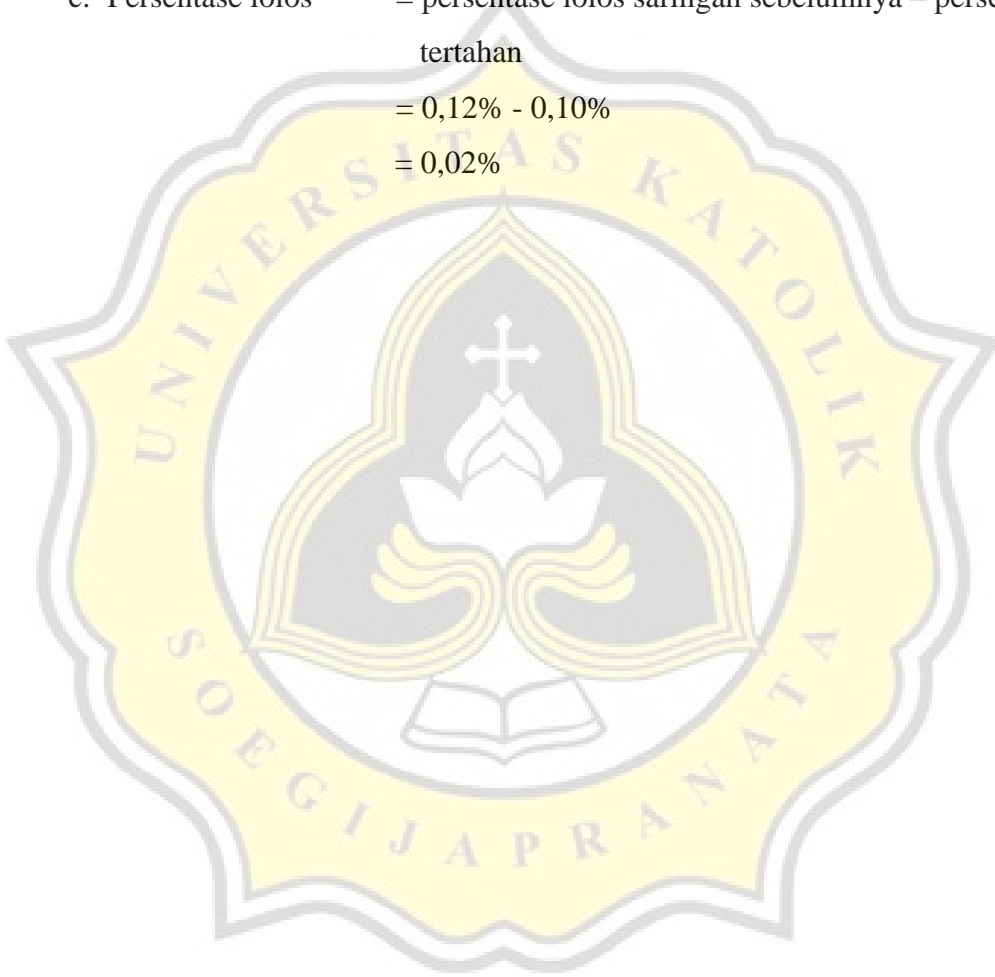 Persentase lolos = persentase lolos saringan sebelumnya –
tertahan
= 0,12% - 0,10%
= 0,02%
UNIVERSITAS KATOLIK
SOEGIJAPRANATA